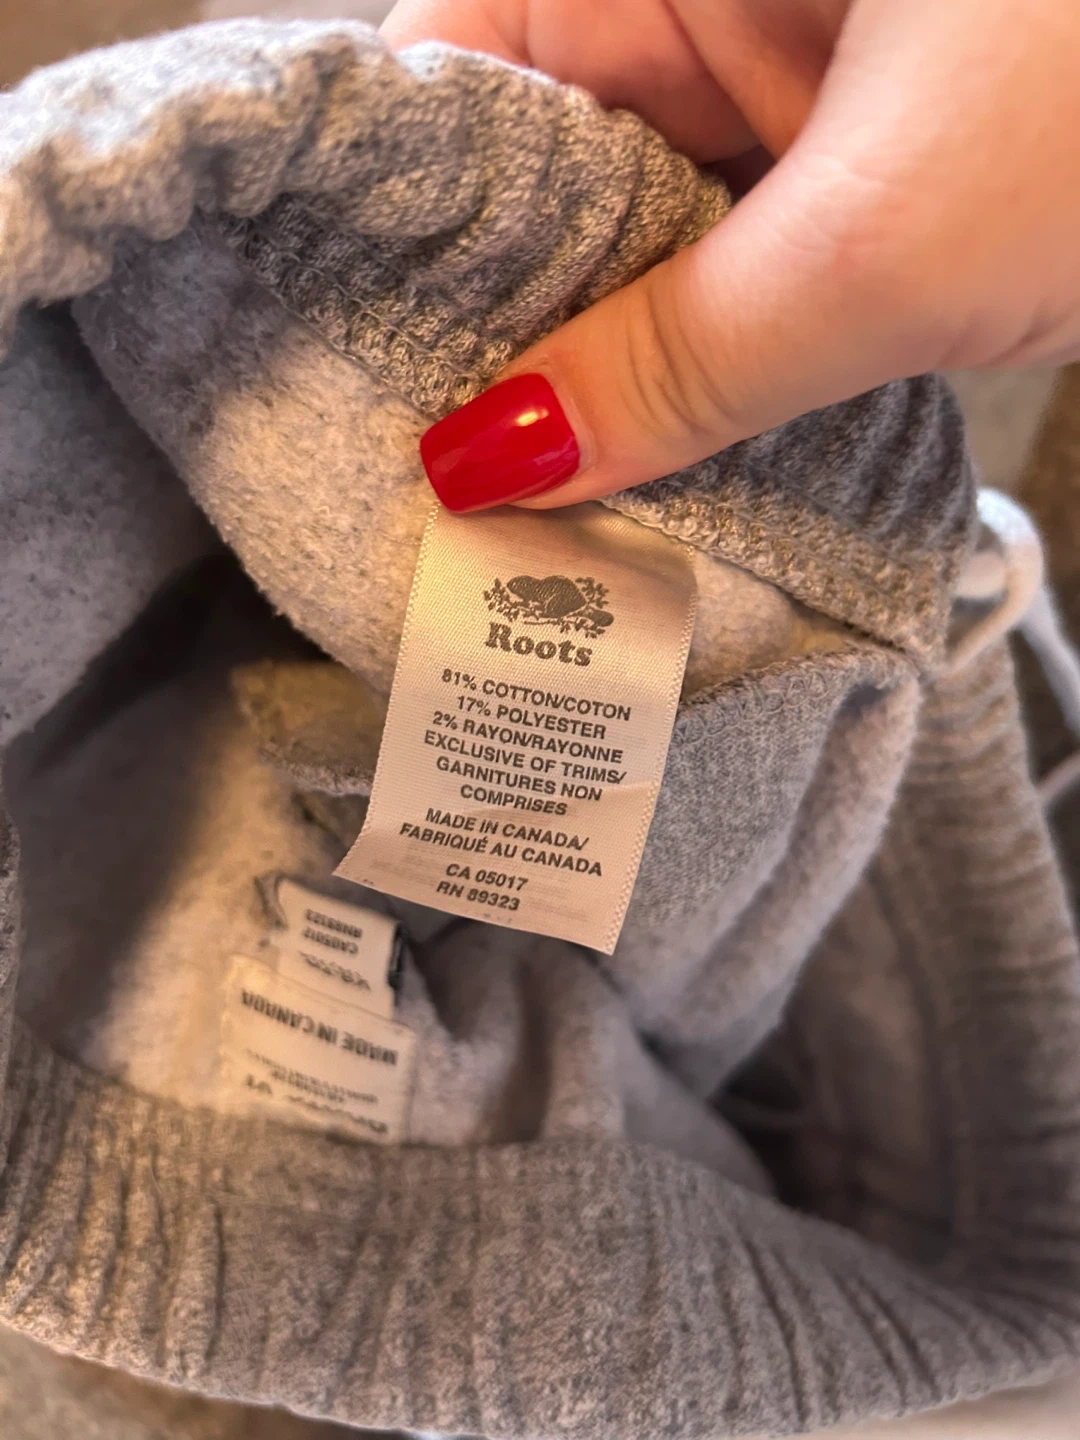 Roots
81% COTTON/COTON
17% POLYESTER
2% RAYON/RAYONNE
EXCLUSIVE OF TRIMS/
GARNITURES NON
COMPRISES
MADE IN CANADA/
FABRIQUÉ AU CANADA
CA 05017
RN 89323
MADE IN CANADA
CA05017